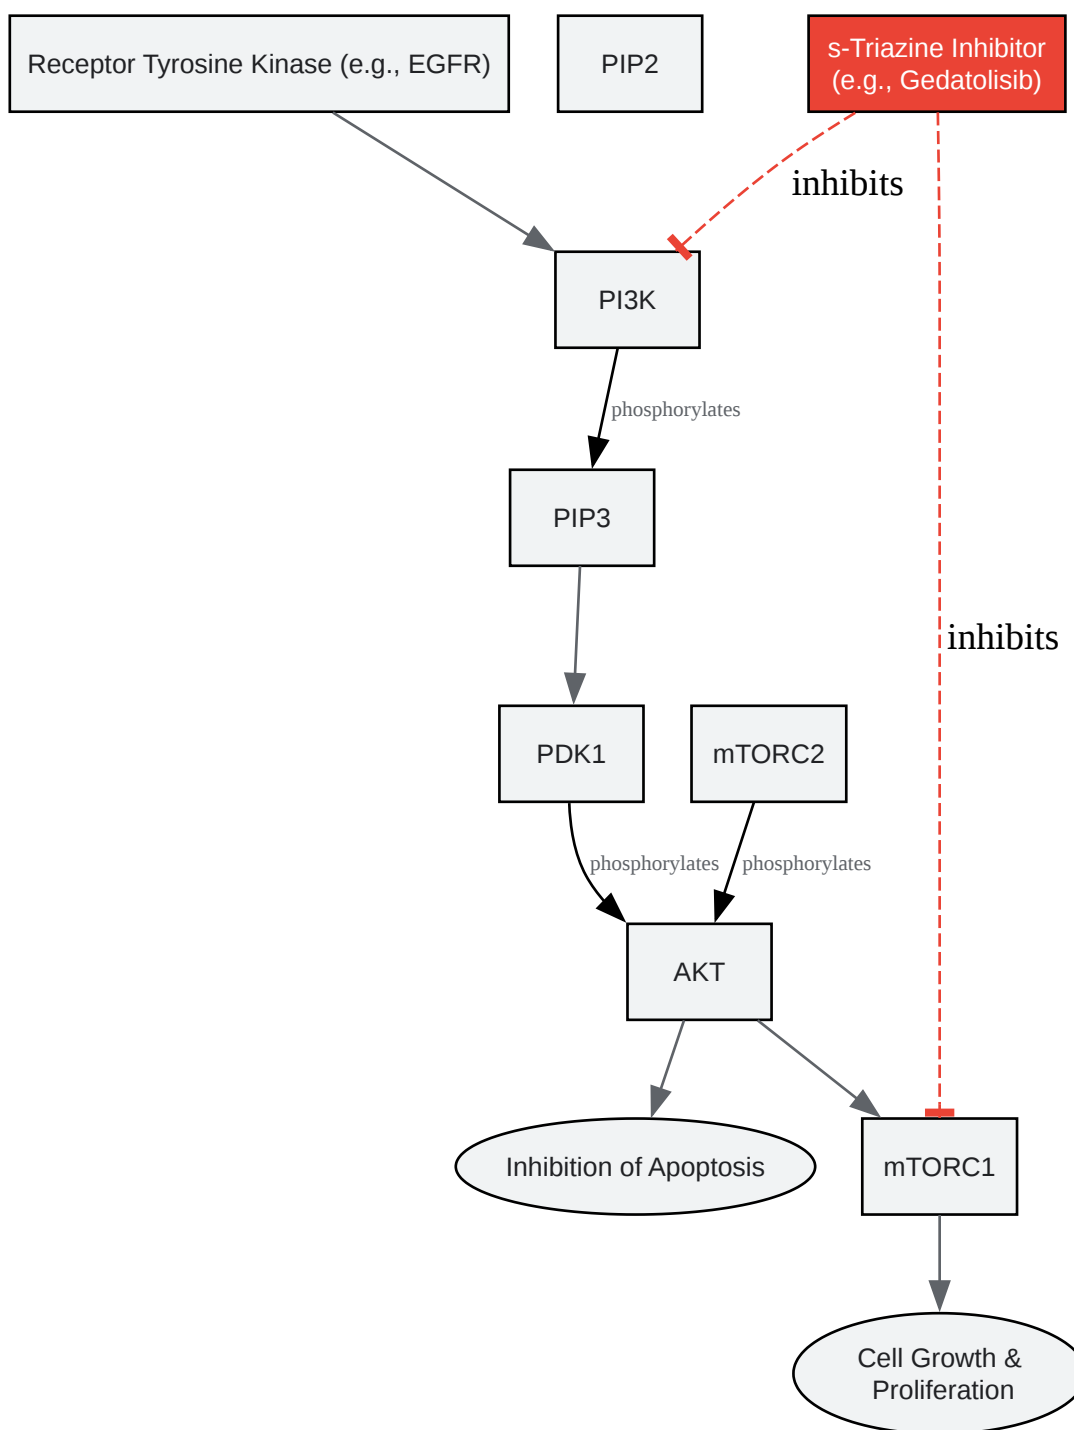 Receptor Tyrosine Kinase (e.g., EGFR)
PIP2
s-Triazine Inhibitor
(e.g., Gedatolisib)
inhibits
PI3K
phosphorylates
PIP3
inhibits
PDK1
mTORC2
phosphorylates
phosphorylates
AKT
Inhibition of Apoptosis
mTORC1
Cell Growth &
Proliferation